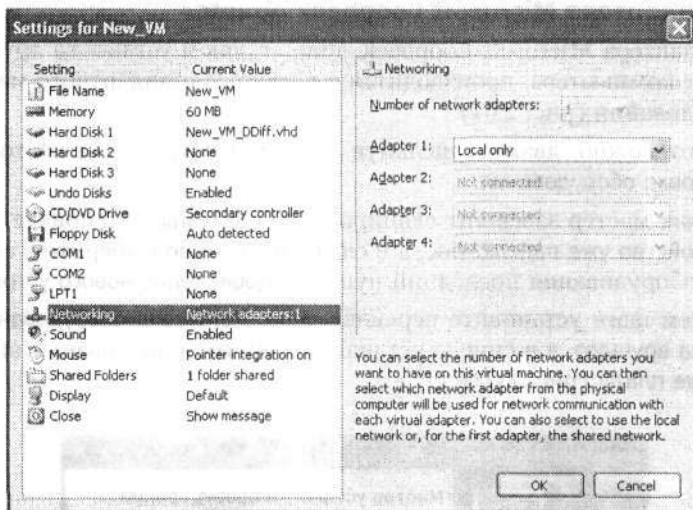 Settings for New_VM
Setting Current Value
File Name New_VM
Memory 60 MB
Hard Disk 1 New_VM_DDiff.vhd
Hard Disk 2 None
Hard Disk 3 None
Undo Disks Enabled
CD/DVD Drive Secondary controller
Floppy Disk Auto detected
COM1 None
COM2 None
LPT1 None
Networking Network adapters:1
Sound Enabled
Mouse Pointer integration on
Shared Folders 1 folder shared
Display Default
Close Show message
Networking
Number of network adapters:
Adapter 1: Local only
Adapter 2: Not connected
Adapter 3: Not connected
Adapter 4: Not connected
You can select the number of network adapters you
want to have on this virtual machine. You can then
select which network adapter from the physical
computer will be used for network communication with
each virtual adapter. You can also select to use the local
network or, for the first adapter, the shared network.
OK Cancel